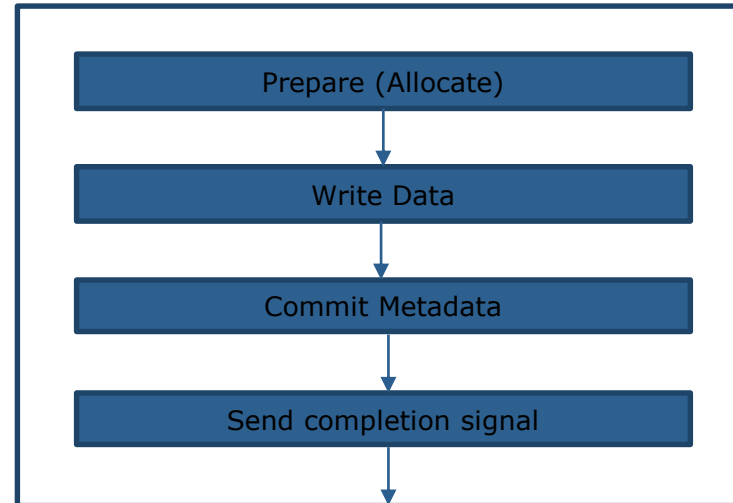 Prepare (Allocate)
Write Data
Commit Metadata
Send completion signal